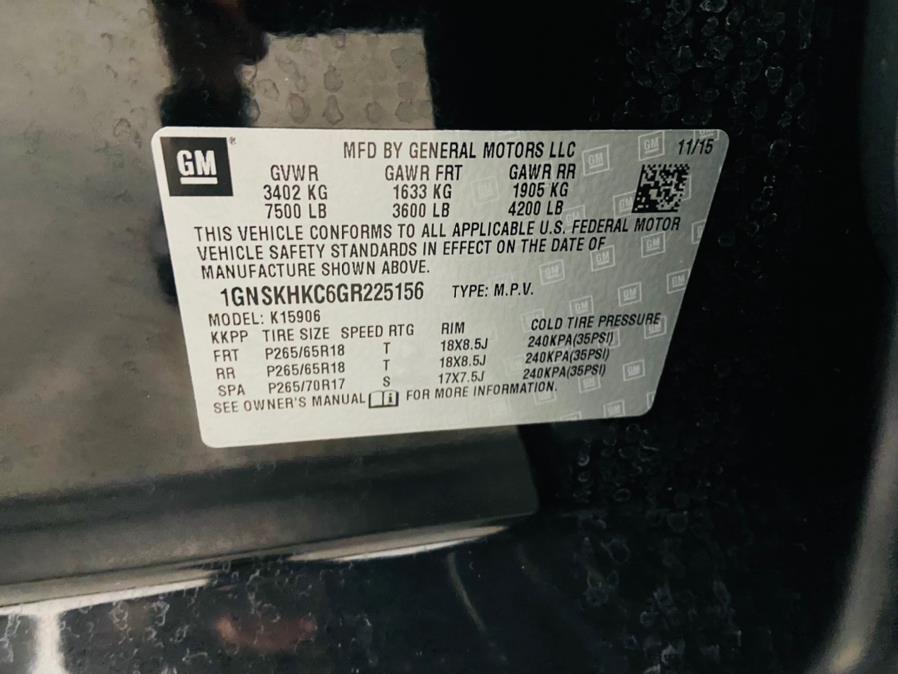 GM ® MFD BY GENERAL MOTORS LLC 11/15
GVWR GAWR FRT GAWR RR
3402 KG 1633 KG 1905 KG
7500 LB 3600 LB 4200 LB
THIS VEHICLE CONFORMS TO ALL APPLICABLE U.S. FEDERAL MOTOR
VEHICLE SAFETY STANDARDS IN EFFECT ON THE DATE OF
MANUFACTURE SHOWN ABOVE.
1GNSKHKC6GR225156 TYPE: M.P.V.
MODEL: K15906
KKPP TIRE SIZE SPEED RTG RIM COLD TIRE PRESSURE
FRT P265/65R18 T 18X8.5J 240KPA(35PSI)
RR P265/65R18 T 18X8.5J 240KPA(35PSI)
SPA P265/70R17 S 17X7.5J 240KPA(35PSI)
SEE OWNER'S MANUAL i FOR MORE INFORMATION.